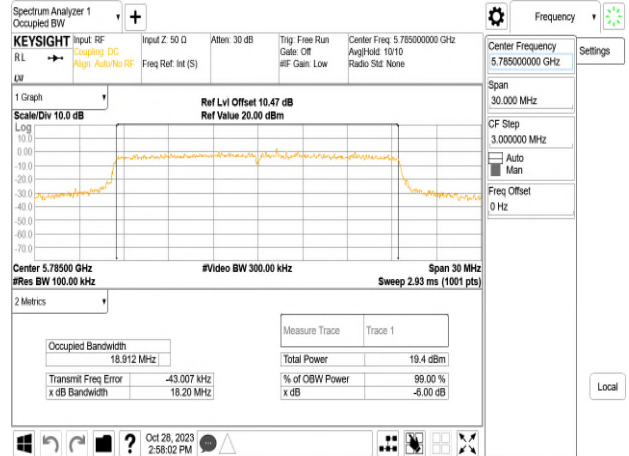 Spectrum Analyzer 1
Occupied BW
Frequency
KEYSIGHT
RL
Input: RF
Coupling: DC
Align: Auto/No RF
Input Z: 50 Ω
Freq Ref: Int (S)
Atten: 30 dB
Trig: Free Run
Gate: Off
#IF Gain: Low
Center Freq: 5.785000000 GHz
Avg|Hold: 10/10
Radio Std: None
Center Frequency
5.785000000 GHz
Settings
Span
30.000 MHz
CF Step
3.000000 MHz
Auto
Man
Freq Offset
0 Hz
1 Graph
Scale/Div 10.0 dB
Ref Lvl Offset 10.47 dB
Ref Value 20.00 dBm
Log
10.0
0.00
-10.0
-20.0
-30.0
-40.0
-50.0
-60.0
-70.0
Center 5.78500 GHz
#Video BW 300.00 kHz
Span 30 MHz
#Res BW 100.00 kHz
Sweep 2.93 ms (1001 pts)
2 Metrics
Measure Trace
Trace 1
Occupied Bandwidth
18.912 MHz
Total Power
19.4 dBm
Transmit Freq Error
-43.007 kHz
% of OBW Power
99.00 %
x dB Bandwidth
18.20 MHz
x dB
-6.00 dB
Local
?
Oct 28, 2023
2:58:02 PM